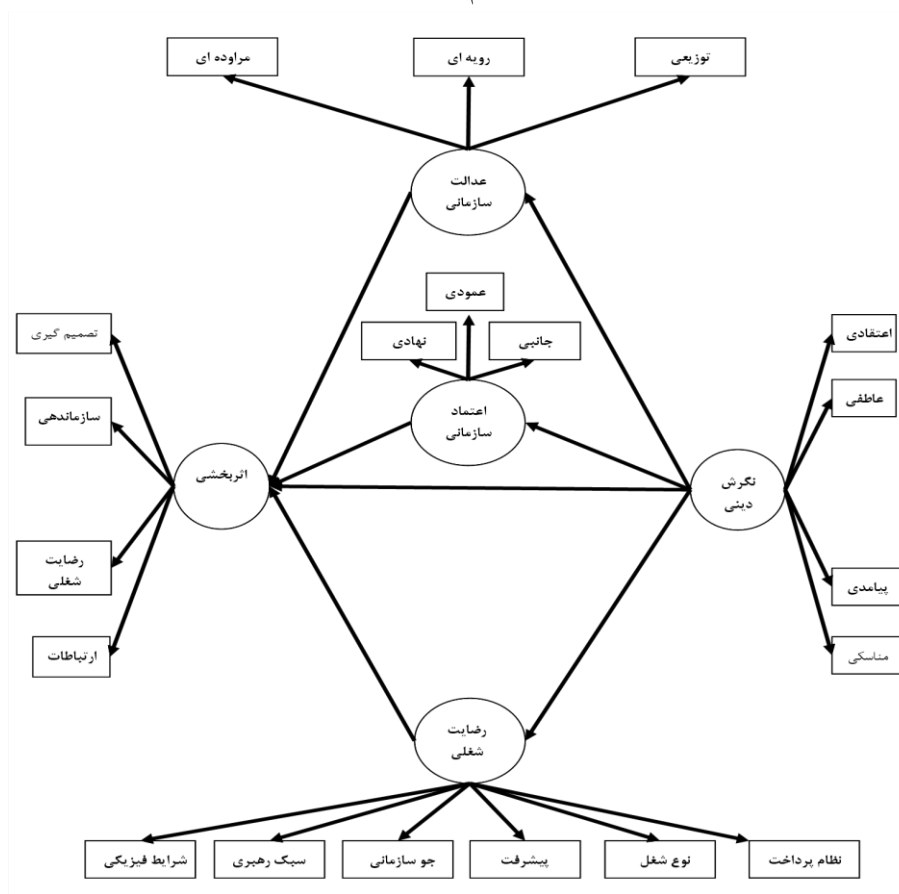 ۱
توزیعی
رویه ای
مراوده ای
عدالت
سازمانی
عمودی
جانبی
نهادی
اعتماد
سازمانی
اعتقادی
عاطفی
نگرش
دینی
پیامدی
مناسکی
تصمیم گیری
سازماندهی
اثربخشی
رضایت
شغلی
ارتباطات
رضایت
شغلی
نظام پرداخت
نوع شغل
پیشرفت
جو سازمانی
سبک رهبری
شرایط فیزیکی